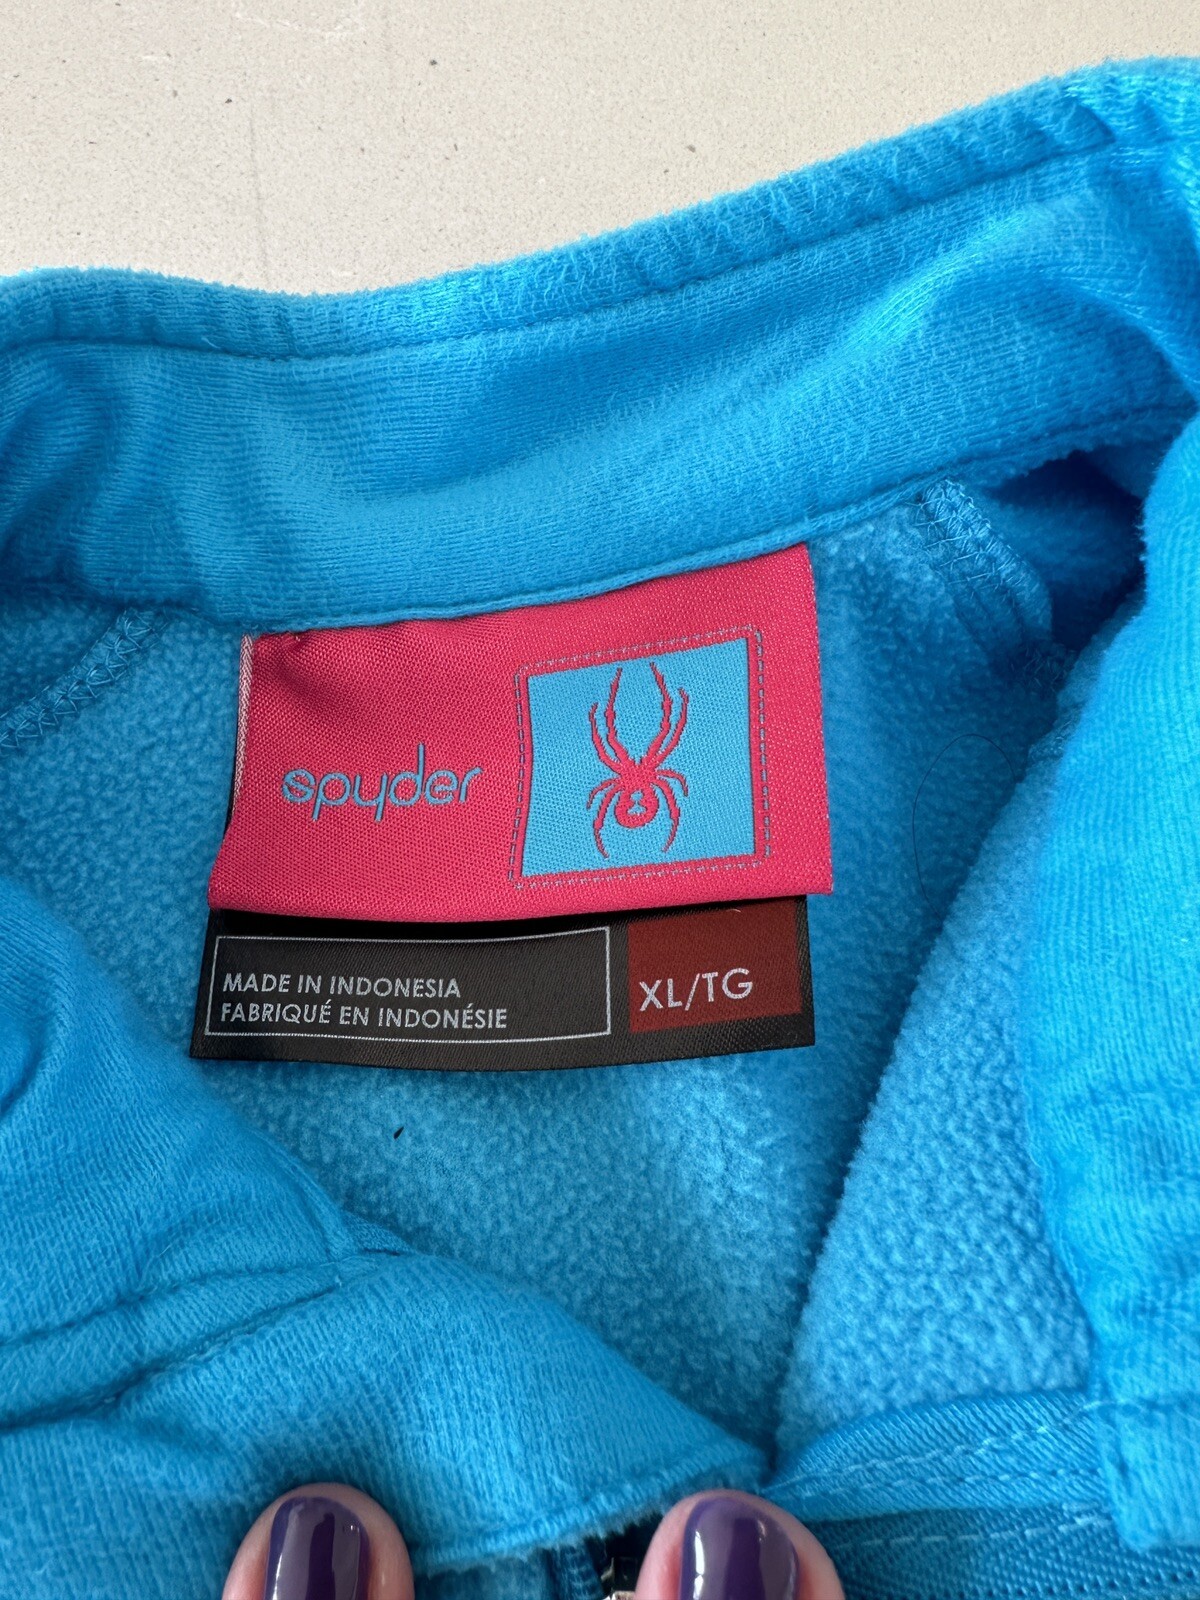 spyder
MADE IN INDONESIA
FABRIQUÉ EN INDONÉSIE
XL/TG